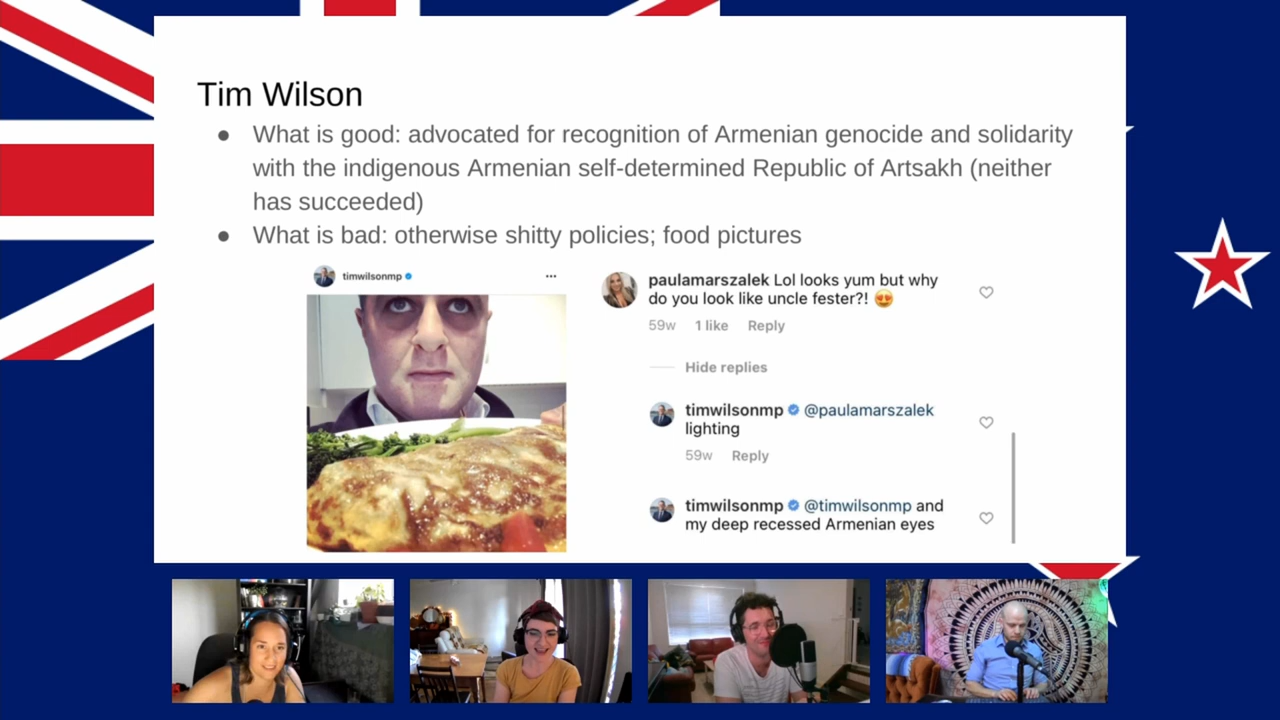 Tim Wilson
● What is good: advocated for recognition of Armenian genocide and solidarity
with the indigenous Armenian self-determined Republic of Artsakh (neither
has succeeded)
● What is bad: otherwise shitty policies; food pictures
timwilsonmp
paulamarszalek Lol looks yum but why
do you look like uncle fester?! 😍
59w 1 like Reply
Hide replies
timwilsonmp @paulamarszalek
lighting
59w Reply
timwilsonmp @timwilsonmp and
my deep recessed Armenian eyes